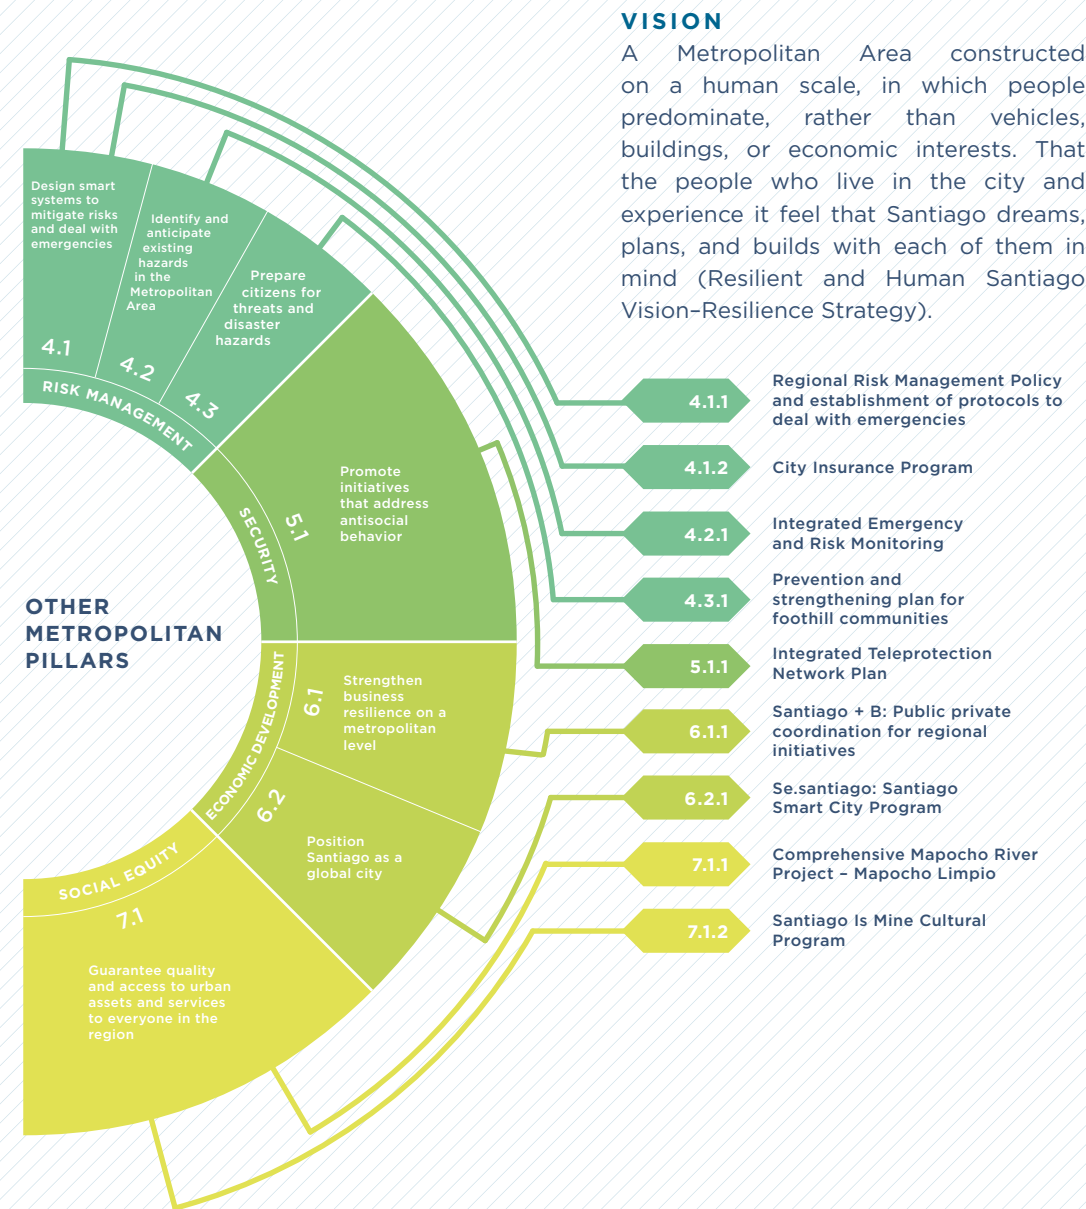 VISION
A Metropolitan Area constructed
on a human scale, in which people
predominate, rather than vehicles,
buildings, or economic interests. That
the people who live in the city and
experience it feel that Santiago dreams,
plans, and builds with each of them in
mind (Resilient and Human Santiago
Vision–Resilience Strategy).
Design smart
systems to
mitigate risks
and deal with
emergencies
4.1
Identify and
anticipate
existing
hazards
in the
Metropolitan
Area
4.2
Prepare
citizens for
threats and
disaster
hazards
4.3
RISK MANAGEMENT
Promote
initiatives
that address
antisocial
behavior
5.1
SECURITY
OTHER
METROPOLITAN
PILLARS
Strengthen
business
resilience on a
metropolitan
level
6.1
ECONOMIC DEVELOPMENT
6.2
Position
Santiago as a
global city
SOCIAL EQUITY
7.1
Guarantee quality
and access to urban
assets and services
to everyone in the
region
4.1.1
Regional Risk Management Policy
and establishment of protocols to
deal with emergencies
4.1.2
City Insurance Program
4.2.1
Integrated Emergency
and Risk Monitoring
4.3.1
Prevention and
strengthening plan for
foothill communities
5.1.1
Integrated Teleprotection
Network Plan
6.1.1
Santiago + B: Public private
coordination for regional
initiatives
6.2.1
Se.santiago: Santiago
Smart City Program
7.1.1
Comprehensive Mapocho River
Project – Mapocho Limpio
7.1.2
Santiago Is Mine Cultural
Program